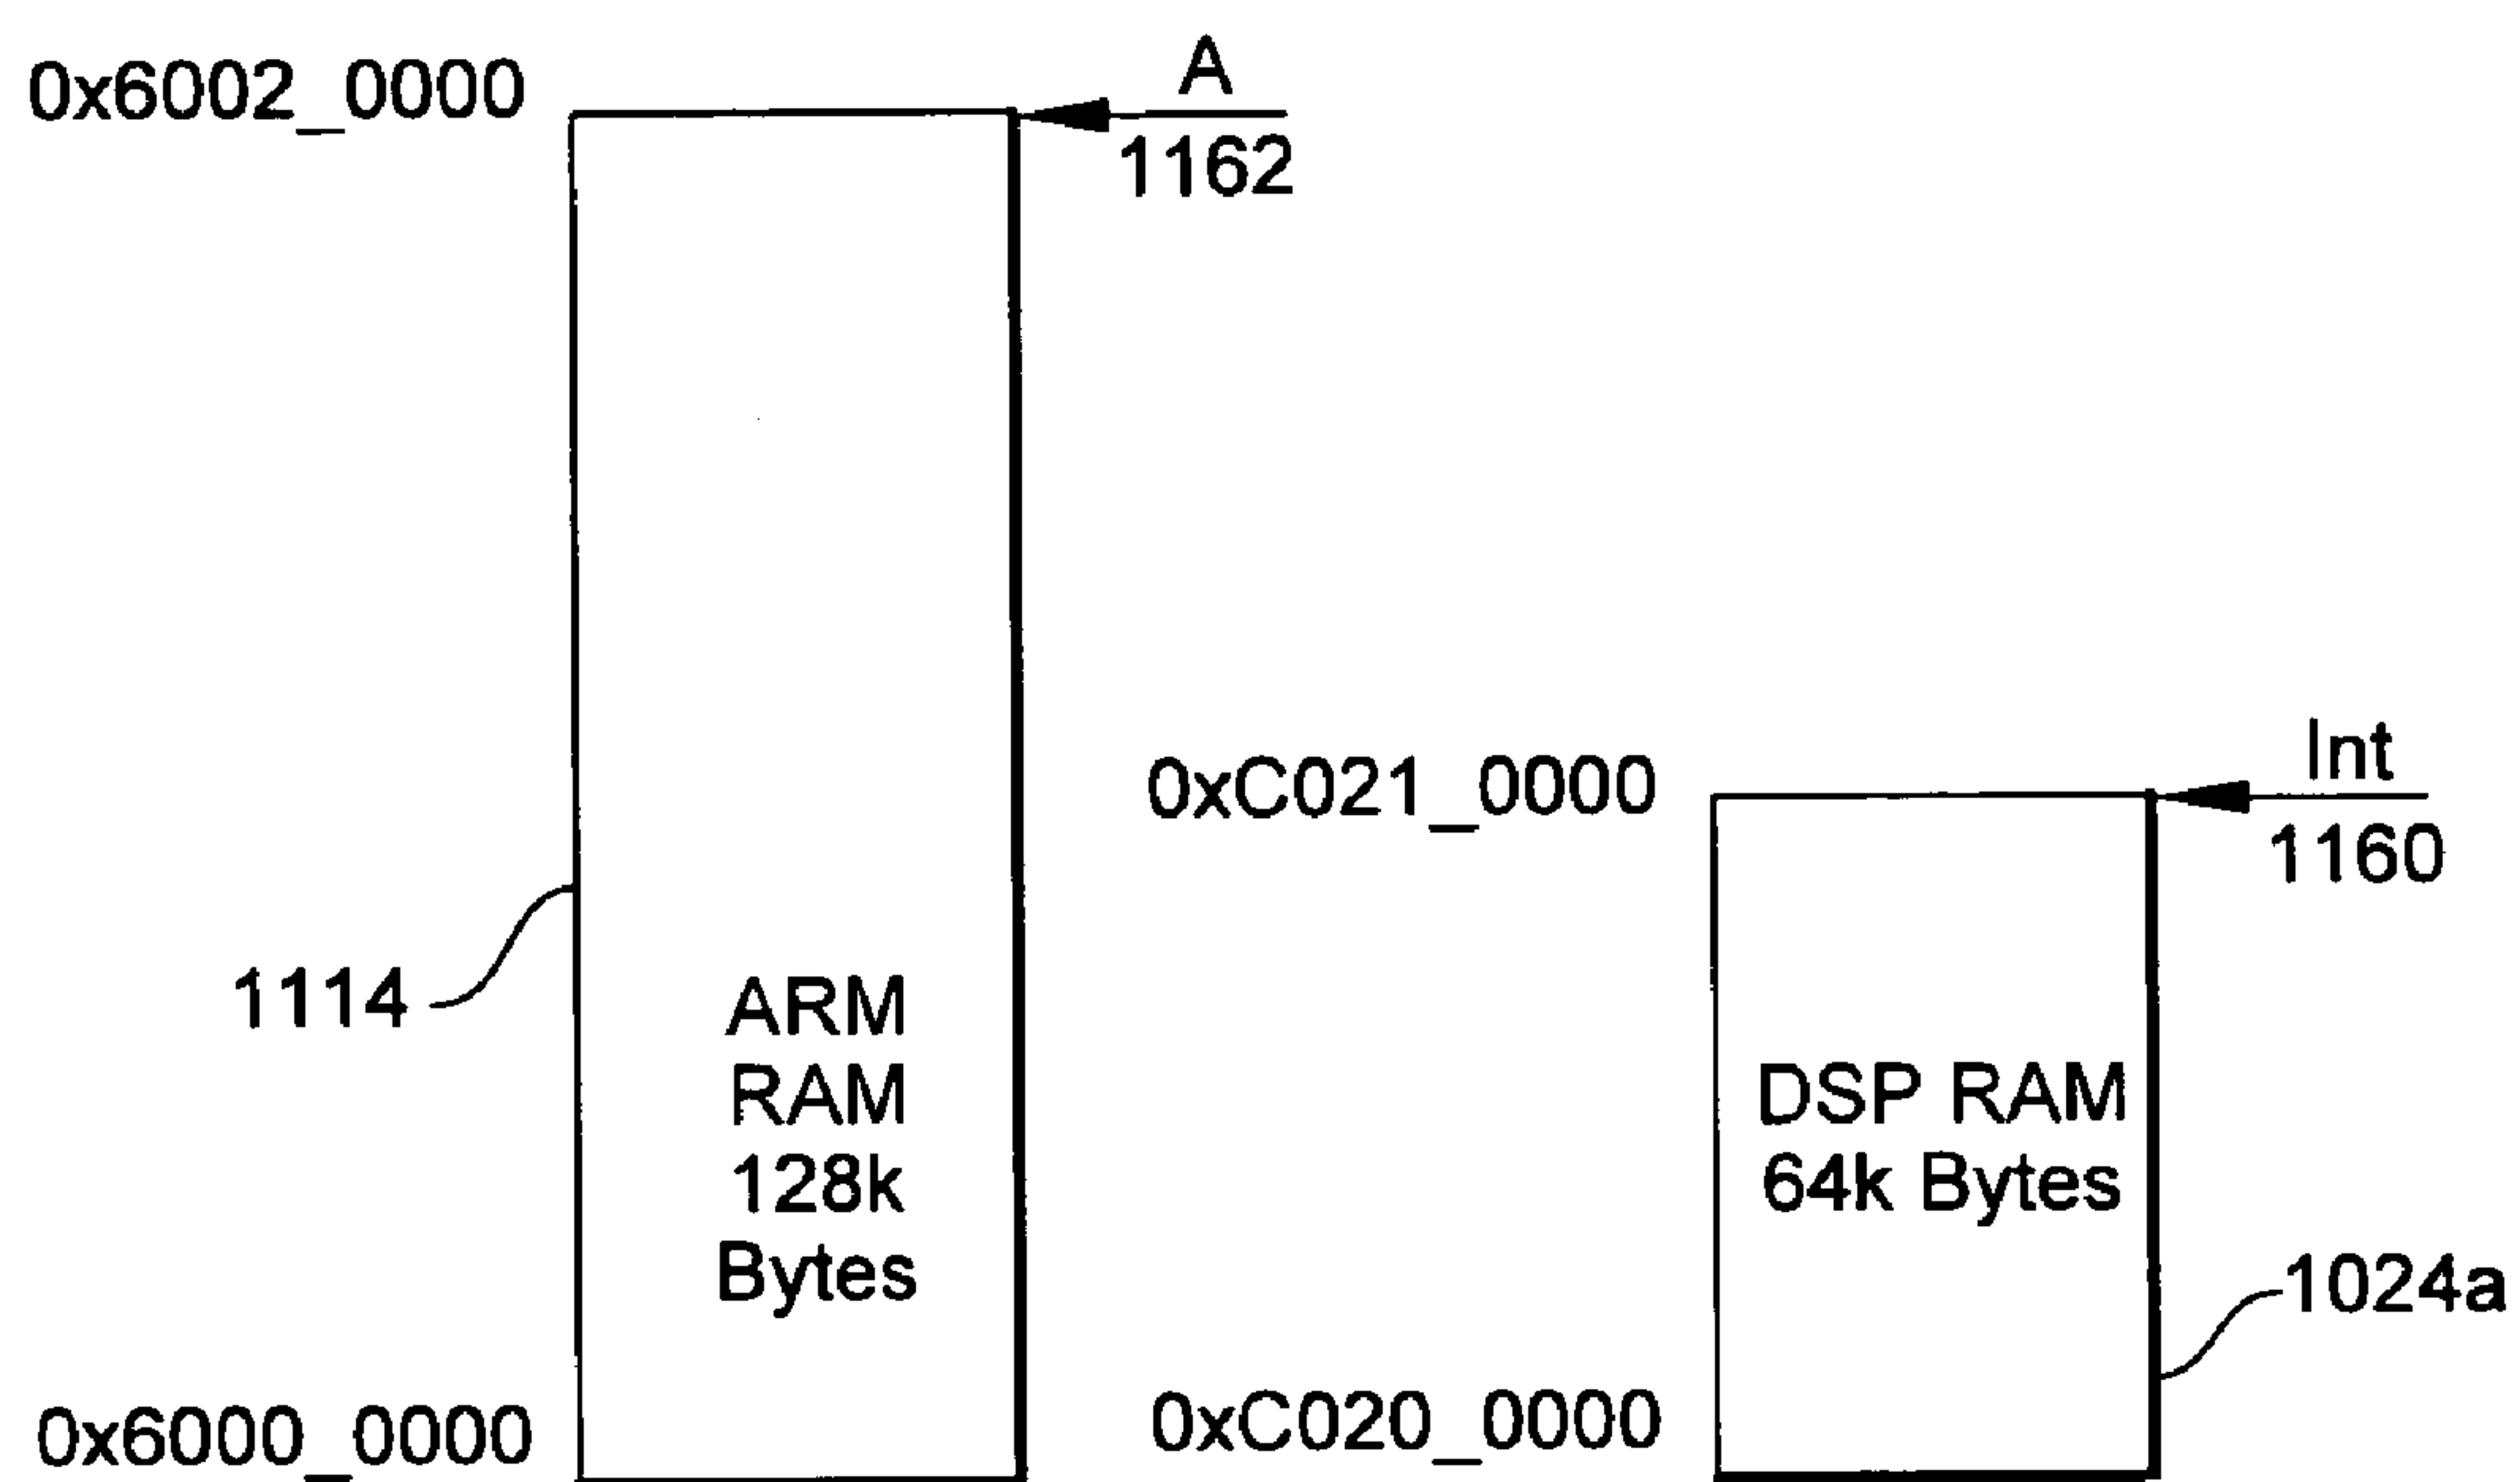 0x6002_0000
A
1162
0xC021_0000
Int
1160
1114
ARM
RAM
128k
Bytes
DSP RAM
64k Bytes
1024a
0x6000_0000
0xC020_0000